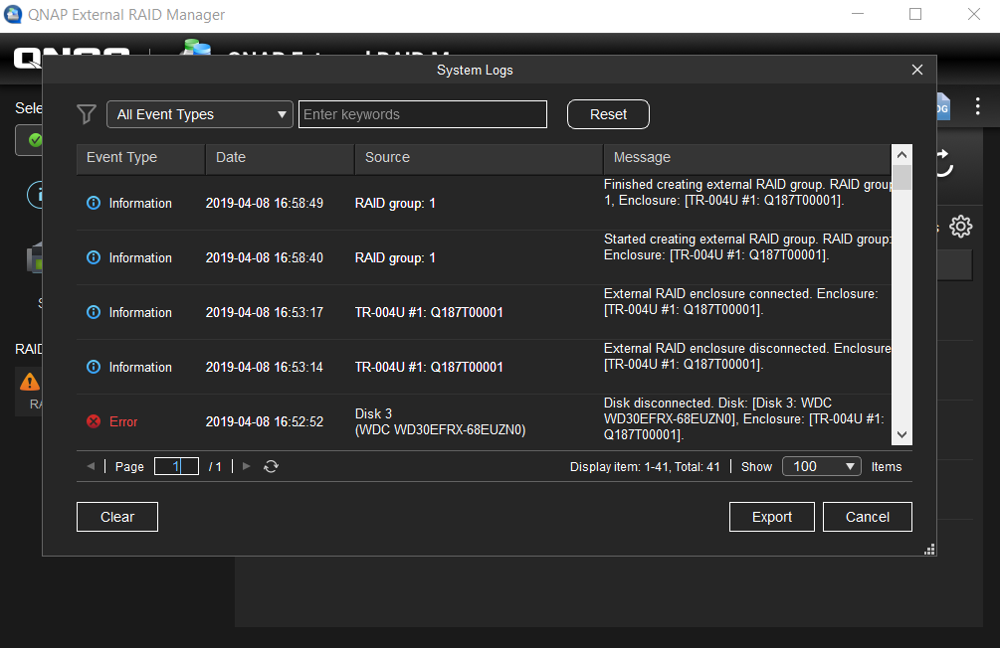 QNAP External RAID Manager
System Logs
All Event Types
Enter keywords
Reset
Event Type
Date
Source
Message
Information
2019-04-08 16:58:49
RAID group: 1
Finished creating external RAID group. RAID group
1, Enclosure: [TR-004U #1: Q187T00001].
Information
2019-04-08 16:58:40
RAID group: 1
Started creating external RAID group. RAID group:
Enclosure: [TR-004U #1: Q187T00001].
Information
2019-04-08 16:53:17
TR-004U #1: Q187T00001
External RAID enclosure connected. Enclosure:
[TR-004U #1: Q187T00001].
Information
2019-04-08 16:53:14
TR-004U #1: Q187T00001
External RAID enclosure disconnected. Enclosure
[TR-004U #1: Q187T00001].
Error
2019-04-08 16:52:52
Disk 3
(WDC WD30EFRX-68EUZN0)
Disk disconnected. Disk: [Disk 3: WDC
WD30EFRX-68EUZN0], Enclosure: [TR-004U #1:
Q187T00001].
Page 1 / 1
Display item: 1-41, Total: 41
Show 100 Items
Clear
Export
Cancel
Sele
RAID